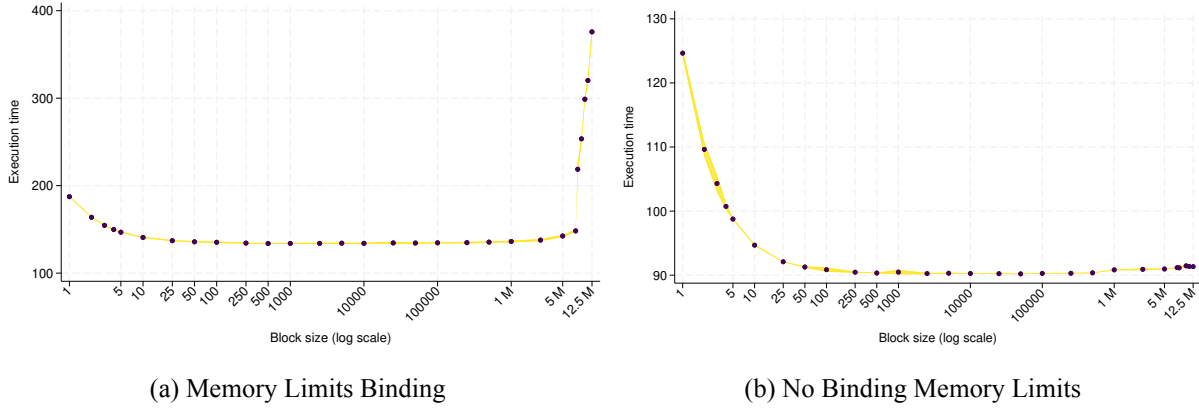 400
300
200
100
Execution time
1
5
10
25
50
100
250
500
1000
10000
100000
1 M
5 M
12.5 M
Block size (log scale)
(a) Memory Limits Binding
130
120
110
100
90
Execution time
1
5
10
25
50
100
250
500
1000
10000
100000
1 M
5 M
12.5 M
Block size (log scale)
(b) No Binding Memory Limits